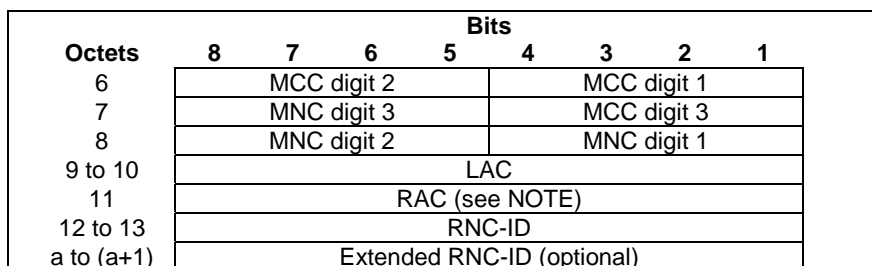 Bits
Octets 8 7 6 5 4 3 2 1
6 MCC digit 2 MCC digit 1
7 MNC digit 3 MCC digit 3
8 MNC digit 2 MNC digit 1
9 to 10 LAC
11 RAC (see NOTE)
12 to 13 RNC-ID
a to (a+1) Extended RNC-ID (optional)